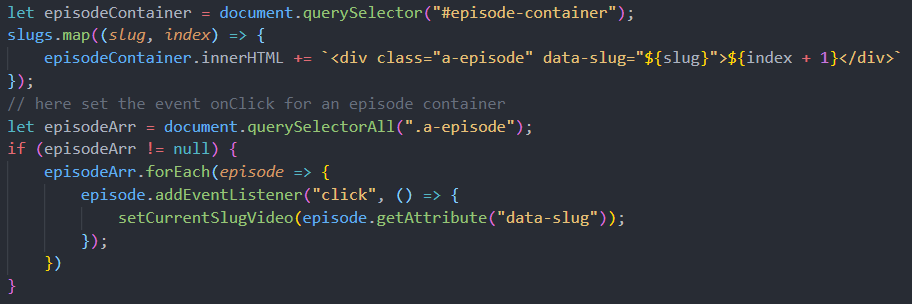 let episodeContainer = document.querySelector("#episode-container");
slugs.map((slug, index) => {
    episodeContainer.innerHTML += `<div class="a-episode" data-slug="${slug}">${index + 1}</div>`
});
// here set the event onClick for an episode container
let episodeArr = document.querySelectorAll(".a-episode");
if (episodeArr != null) {
    episodeArr.forEach(episode => {
        episode.addEventListener("click", () => {
            setCurrentSlugVideo(episode.getAttribute("data-slug"));
        });
    })
}